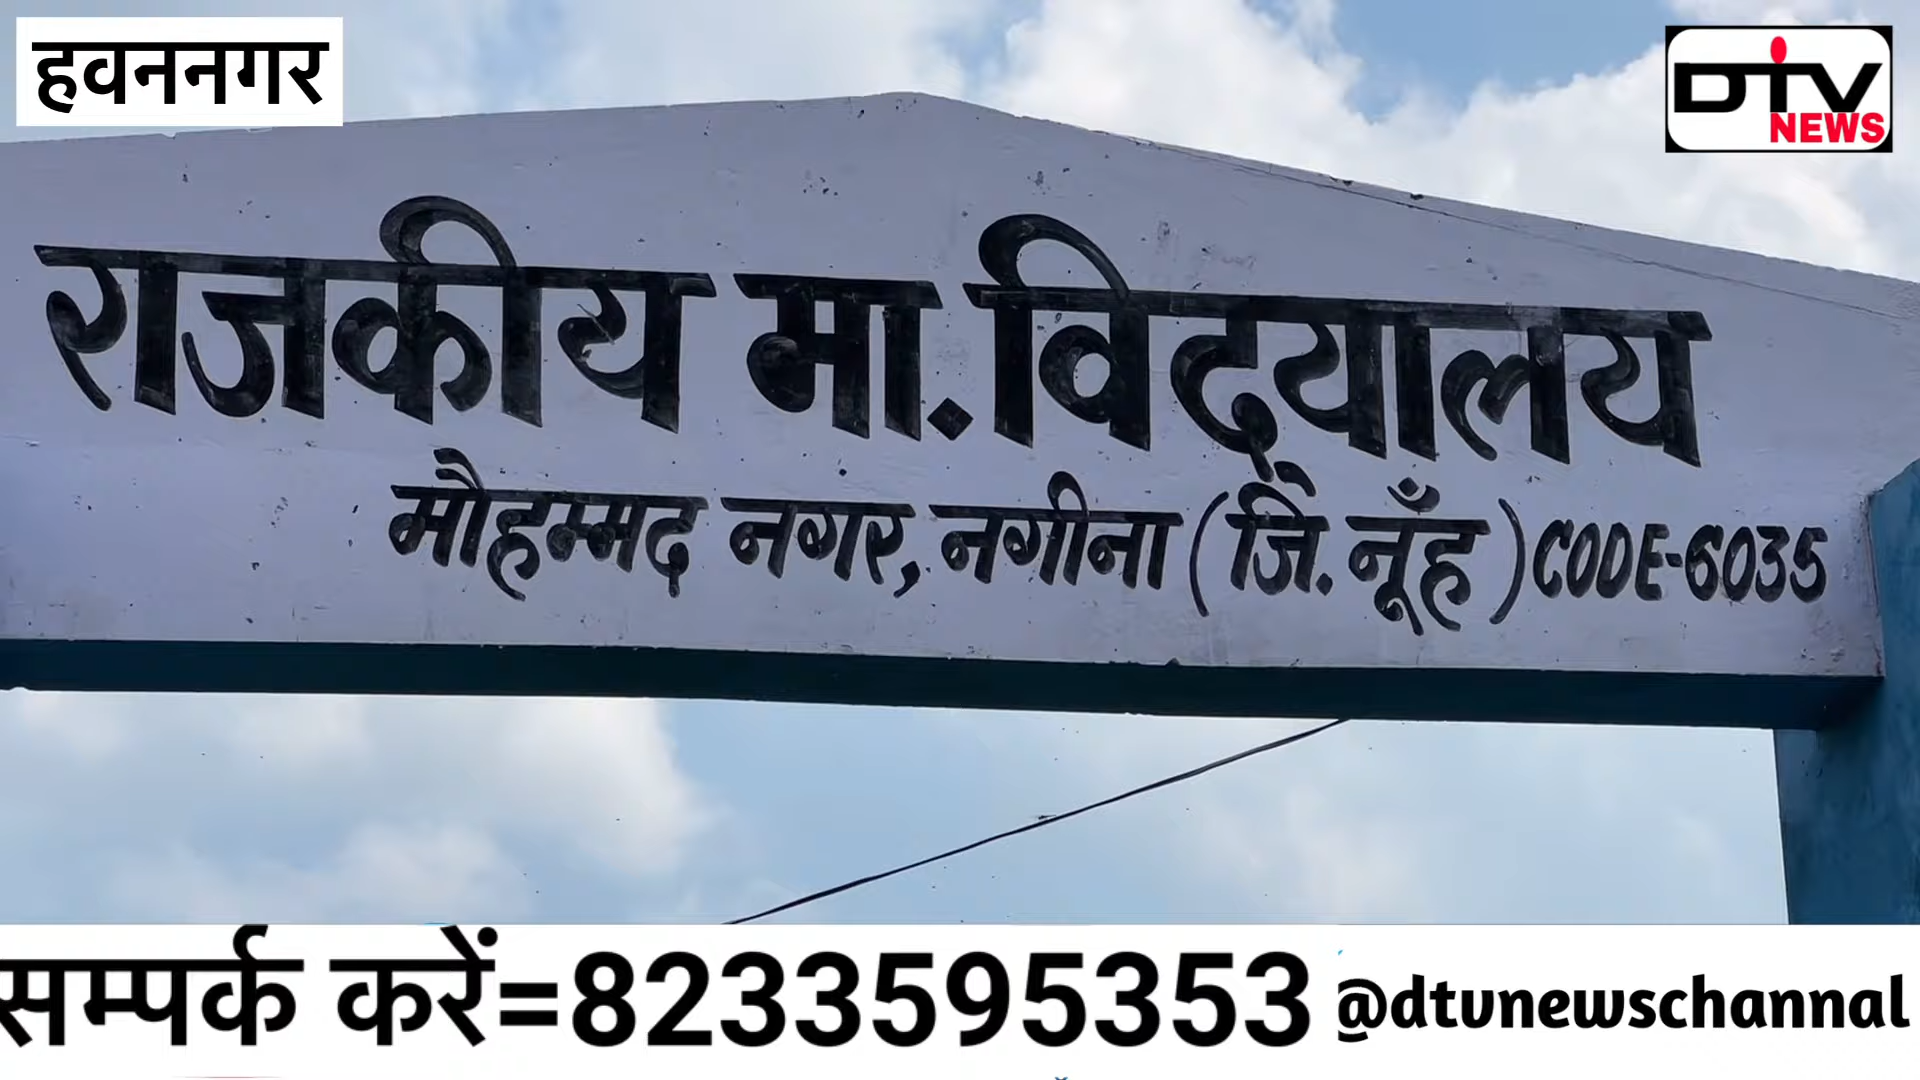 हवननगर
DTV
NEWS
राजकीय मा. विद्यालय
मौहम्मद नगर, नगीना (जि. नूँह) CODE-6035
सम्पर्क करें=8233595353 @dtvnewschannal